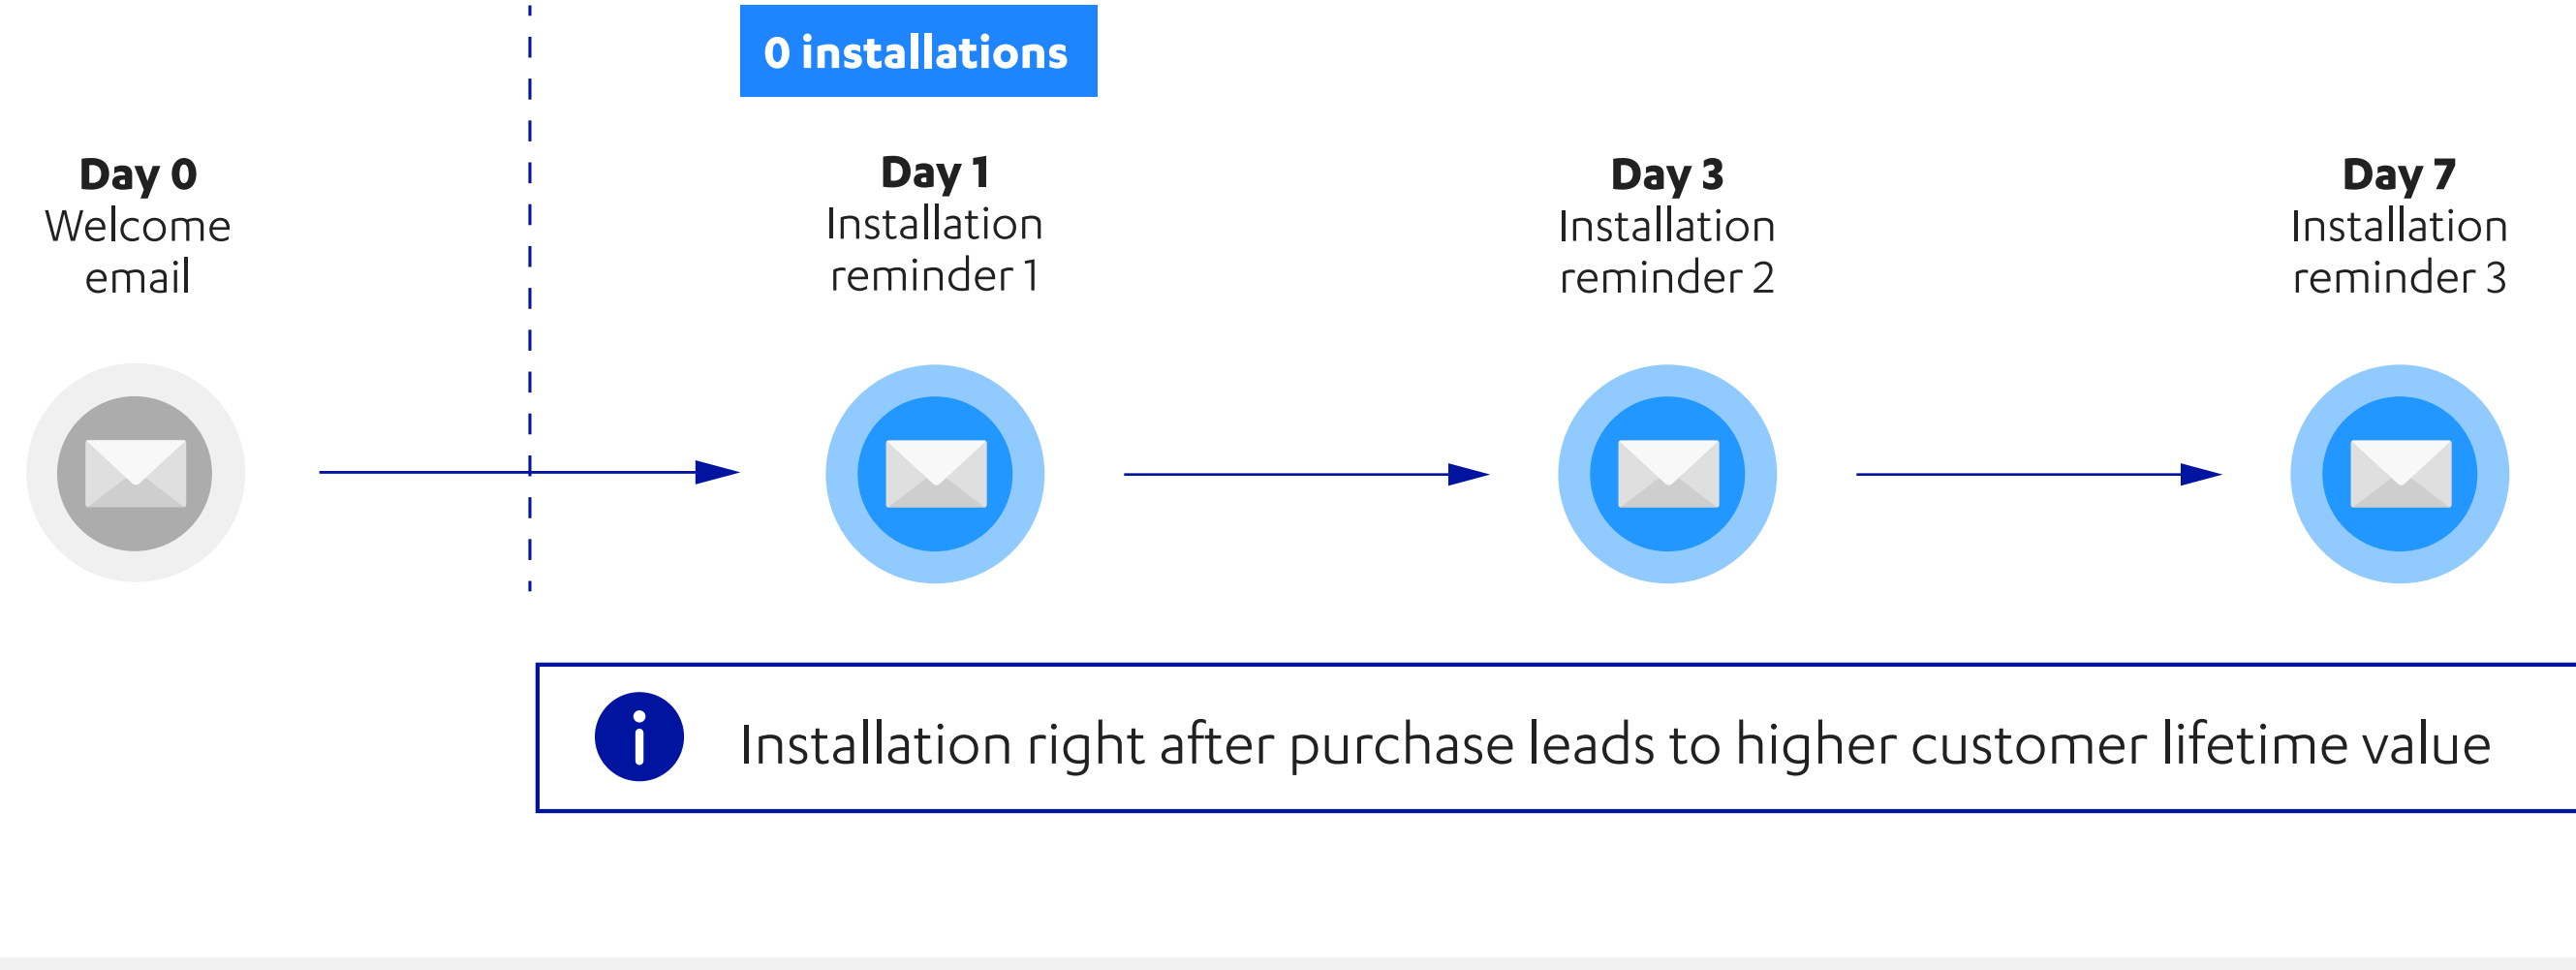 0 installations
Day 0
Welcome
email
Day 1
Installation
reminder 1
Day 3
Installation
reminder 2
Day 7
Installation
reminder 3
i
Installation right after purchase leads to higher customer lifetime value